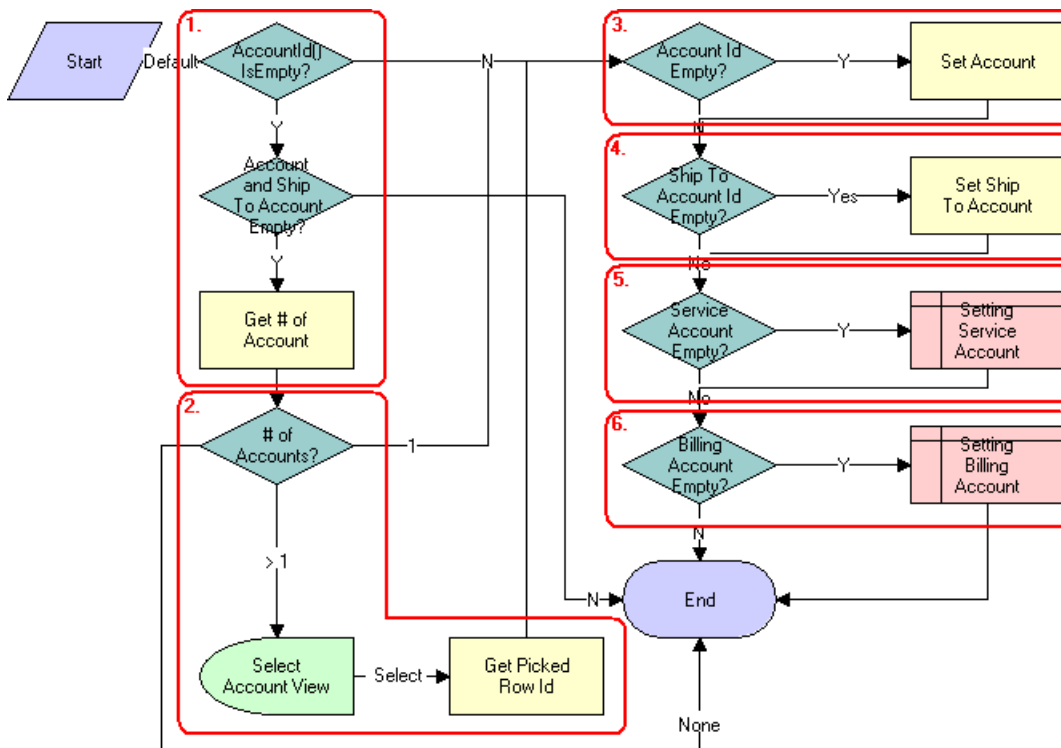 1.
Start
Default
AccountId()
IsEmpty?
N
Y
Account
and Ship
To Account
Empty?
Y
N
Get # of
Account
2.
# of
Accounts?
1
> 1
Select
Account View
Select
Get Picked
Row Id
None
3.
Account Id
Empty?
Y
Set Account
N
4.
Ship To
Account Id
Empty?
Yes
Set Ship
To Account
No
5.
Service
Account
Empty?
Y
Setting
Service
Account
No
6.
Billing
Account
Empty?
Y
Setting
Billing
Account
N
End